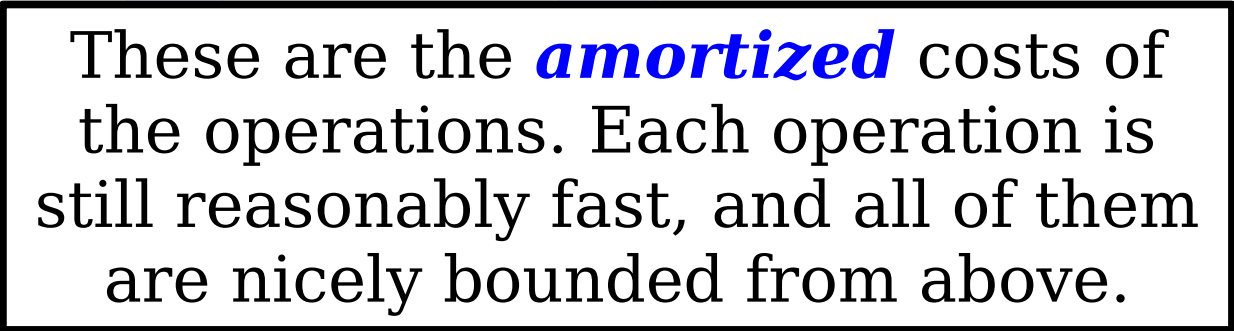 These are the amortized costs of
the operations. Each operation is
still reasonably fast, and all of them
are nicely bounded from above.